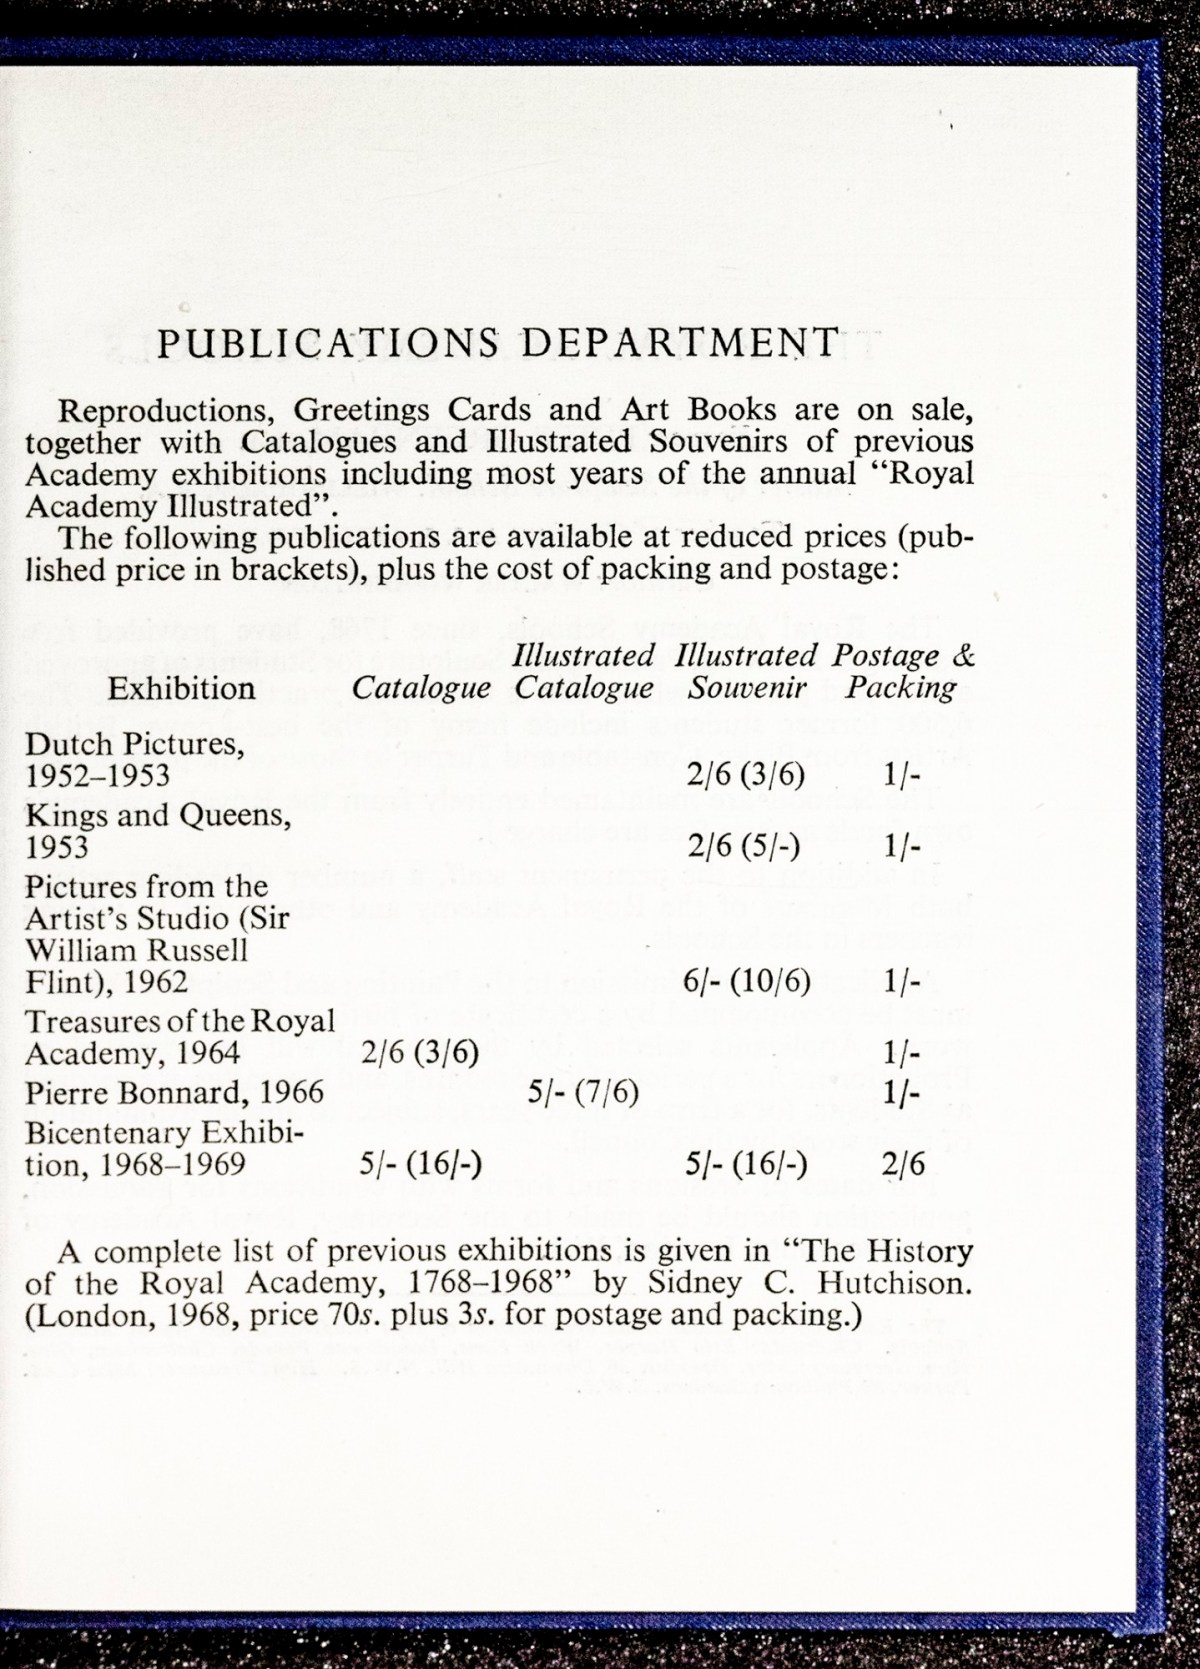 PUBLICATIONS DEPARTMENT
Reproductions, Greetings Cards and Art Books are on sale,
together with Catalogues and Illustrated Souvenirs of previous
Academy exhibitions including most years of the annual “Royal
Academy Illustrated”.
The following publications are available at reduced prices (pub-
lished price in brackets), plus the cost of packing and postage:
Illustrated Illustrated Postage &
Exhibition Catalogue Catalogue Souvenir Packing
Dutch Pictures,
1952–1953 2/6 (3/6) 1/-
Kings and Queens,
1953 2/6 (5/-) 1/-
Pictures from the
Artist’s Studio (Sir
William Russell
Flint), 1962 6/- (10/6) 1/-
Treasures of the Royal
Academy, 1964 2/6 (3/6) 1/-
Pierre Bonnard, 1966 5/- (7/6) 1/-
Bicentenary Exhibi-
tion, 1968–1969 5/- (16/-) 5/- (16/-) 2/6
A complete list of previous exhibitions is given in “The History
of the Royal Academy, 1768–1968” by Sidney C. Hutchison.
(London, 1968, price 70s. plus 3s. for postage and packing.)